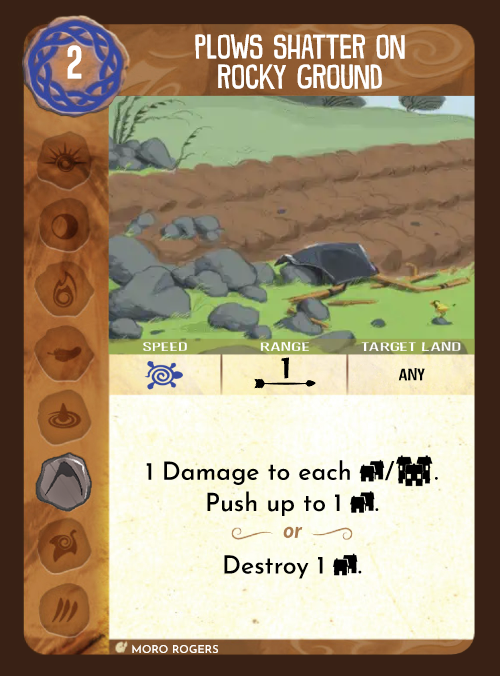 2
PLOWS SHATTER ON
ROCKY GROUND
SPEED RANGE TARGET LAND
1 ANY
1 Damage to each / .
Push up to 1 .
or
Destroy 1 .
MORO ROGERS